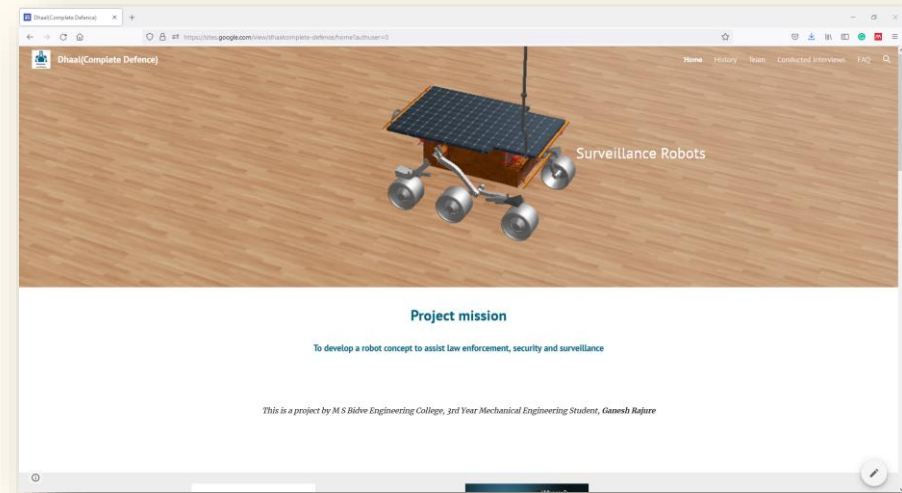 Dhaal(Complete Defence)
https://sites.google.com/view/dhaalcomplete-defence/home?authuser=0
Dhaal(Complete Defence)
Home History Team Conducted Interviews FAQ
Surveillance Robots
Project mission
To develop a robot concept to assist law enforcement, security and surveillance
This is a project by M S Bidve Engineering College, 3rd Year Mechanical Engineering Student, Ganesh Rajure